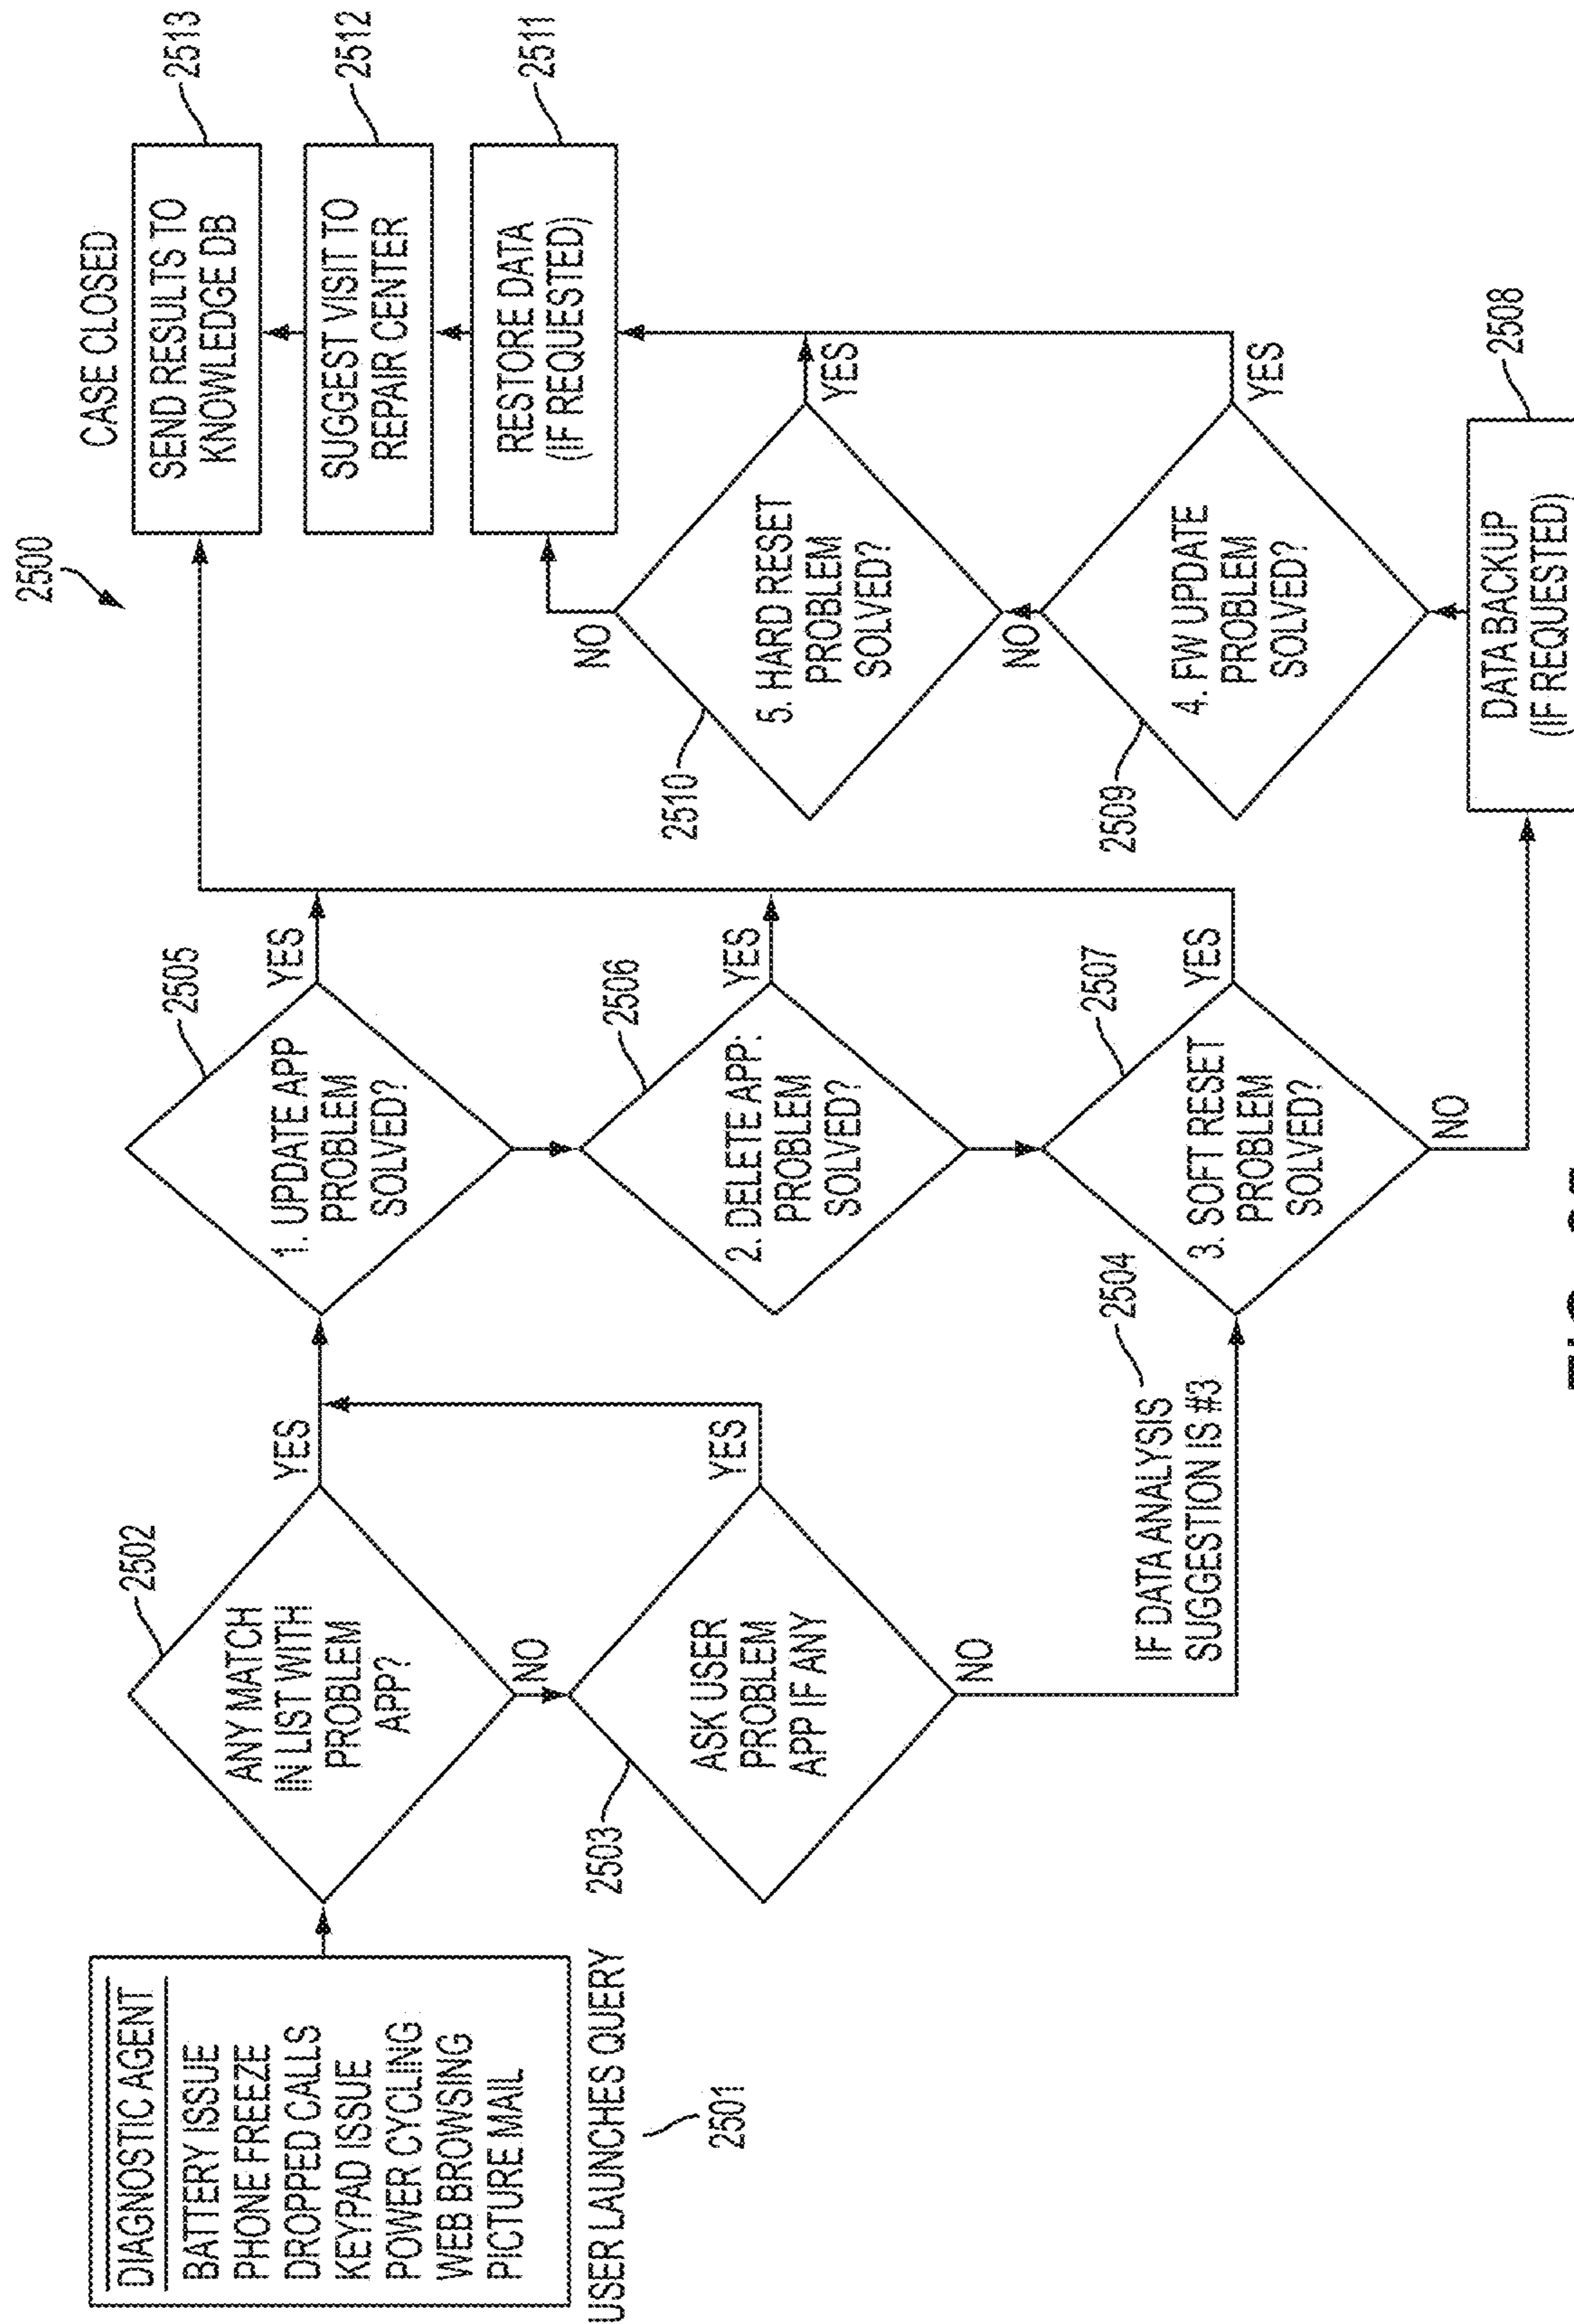 2500
DIAGNOSTIC AGENT
BATTERY ISSUE
PHONE FREEZE
DROPPED CALLS
KEYPAD ISSUE
POWER CYCLING
WEB BROWSING
PICTURE MAIL
USER LAUNCHES QUERY
2501
2502
ANY MATCH
IN LIST WITH
PROBLEM
APP?
YES
NO
2503
ASK USER
PROBLEM
APP IF ANY
YES
NO
IF DATA ANALYSIS
SUGGESTION IS #3
2504
2505
1. UPDATE APP
PROBLEM
SOLVED?
YES
2506
2. DELETE APP:
PROBLEM
SOLVED?
YES
2507
3. SOFT RESET
PROBLEM
SOLVED?
YES
NO
DATA BACKUP
(IF REQUESTED)
2508
2509
4. FW UPDATE
PROBLEM
SOLVED?
YES
NO
2510
5. HARD RESET
PROBLEM
SOLVED?
YES
NO
RESTORE DATA
(IF REQUESTED)
2511
SUGGEST VISIT TO
REPAIR CENTER
2512
CASE CLOSED
SEND RESULTS TO
KNOWLEDGE DB
2513